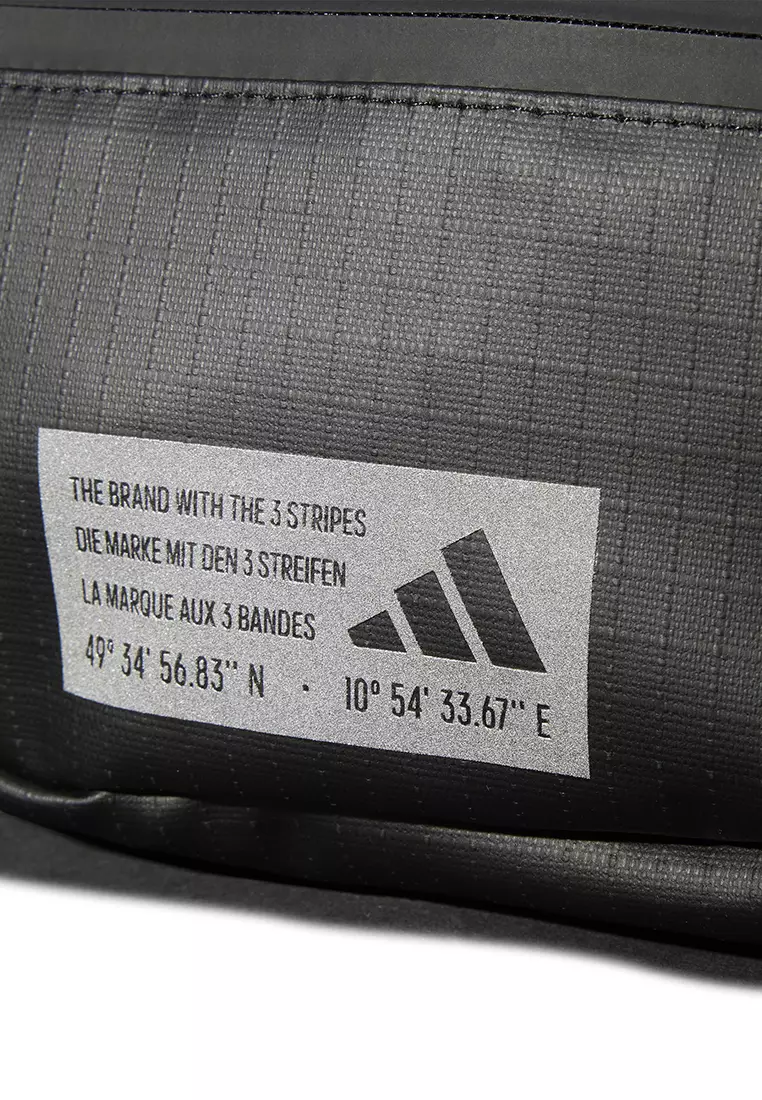 THE BRAND WITH THE 3 STRIPES
DIE MARKE MIT DEN 3 STREIFEN
LA MARQUE AUX 3 BANDES
49° 34' 56.83" N · 10° 54' 33.67" E